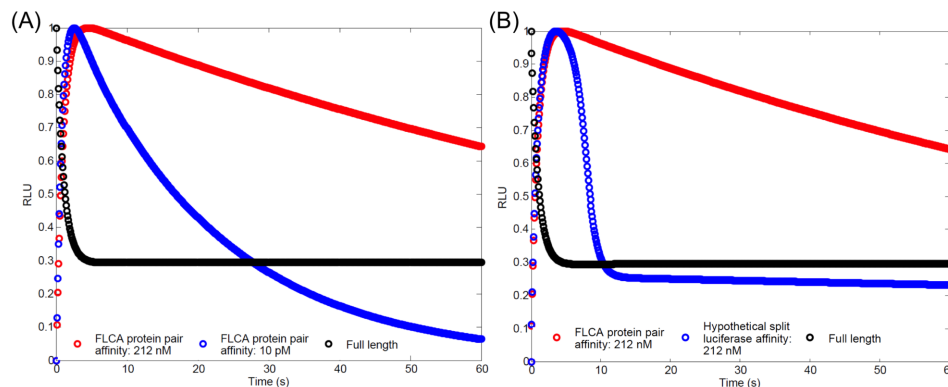 (A)
1
0.9
0.8
0.7
0.6
0.5
0.4
0.3
0.2
0.1
0
RLU
FLCA protein pair
affinity: 212 nM
FLCA protein pair
affinity: 10 pM
Full length
0 10 20 30 40 50 60
Time (s)
(B)
1
0.9
0.8
0.7
0.6
0.5
0.4
0.3
0.2
0.1
0
RLU
FLCA protein pair
affinity: 212 nM
Hypothetical split
luciferase affinity:
212 nM
Full length
0 10 20 30 40 50 60
Time (s)